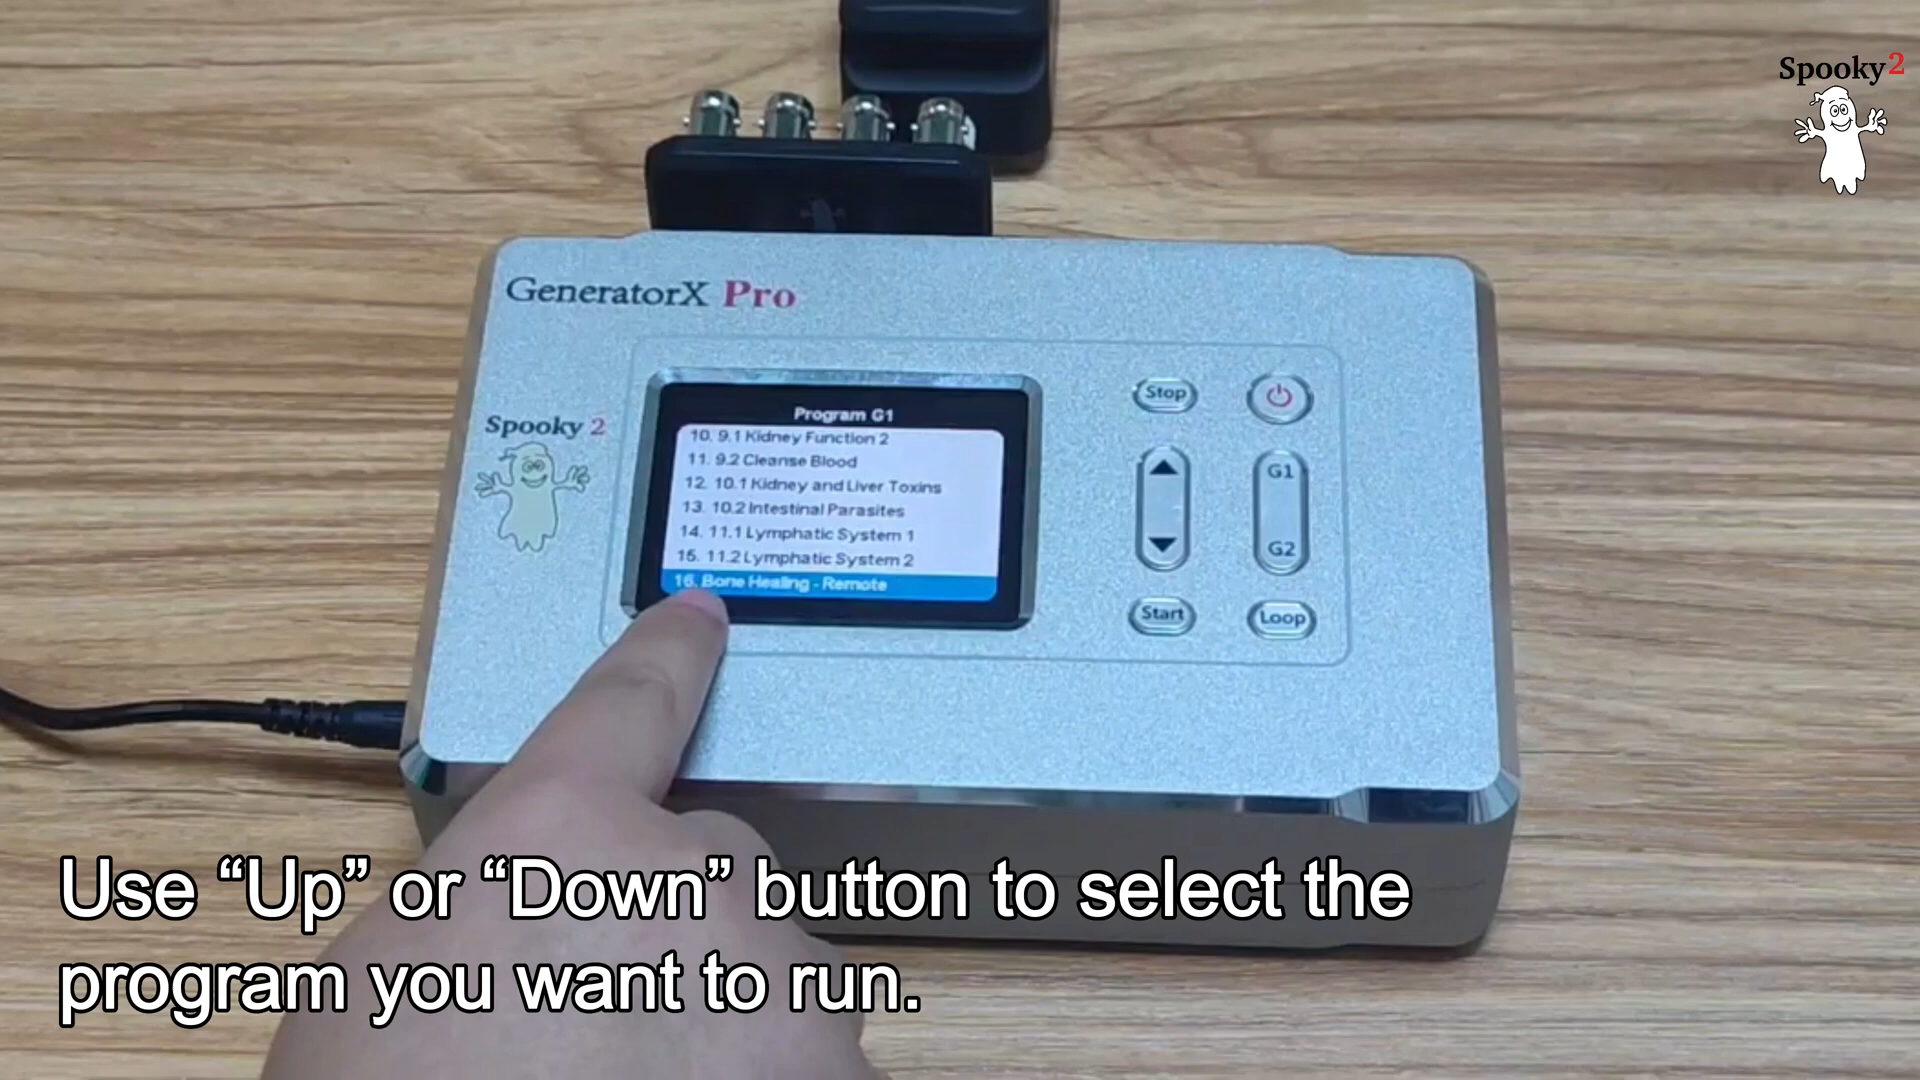 Spooky2
GeneratorX Pro
Spooky 2
Program G1
10. 9.1 Kidney Function 2
11. 9.2 Cleanse Blood
12. 10.1 Kidney and Liver Toxins
13. 10.2 Intestinal Parasites
14. 11.1 Lymphatic System 1
15. 11.2 Lymphatic System 2
16. Bone Healing - Remote
Stop
G1
G2
Start
Loop
Use “Up” or “Down” button to select the
program you want to run.